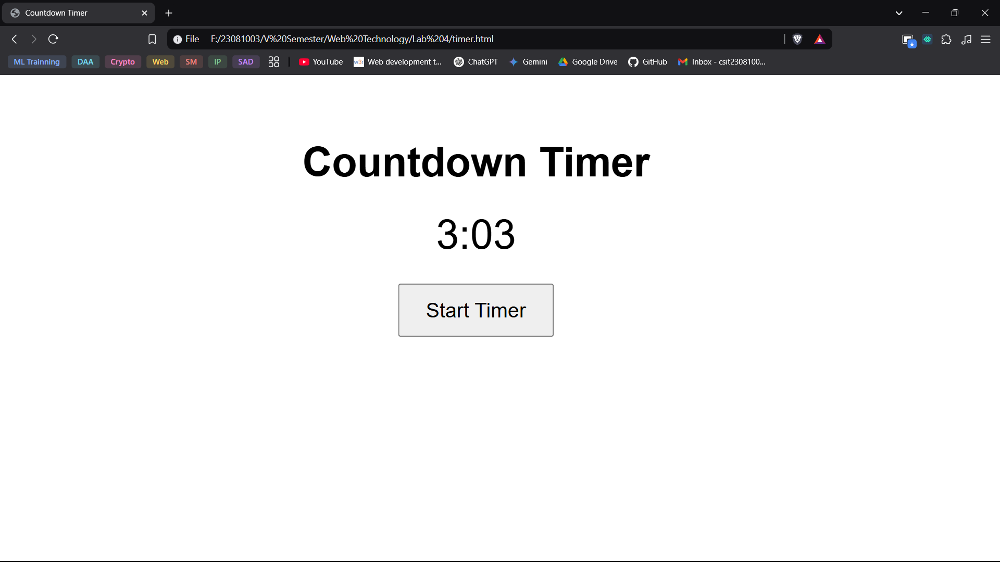 Countdown Timer
File F:/23081003/V%20Semester/Web%20Technology/Lab%204/timer.html
ML Trainning DAA Crypto Web SM IP SAD YouTube w3r Web development t... ChatGPT Gemini Google Drive GitHub Inbox - csit2308100...
Countdown Timer
3:03
Start Timer